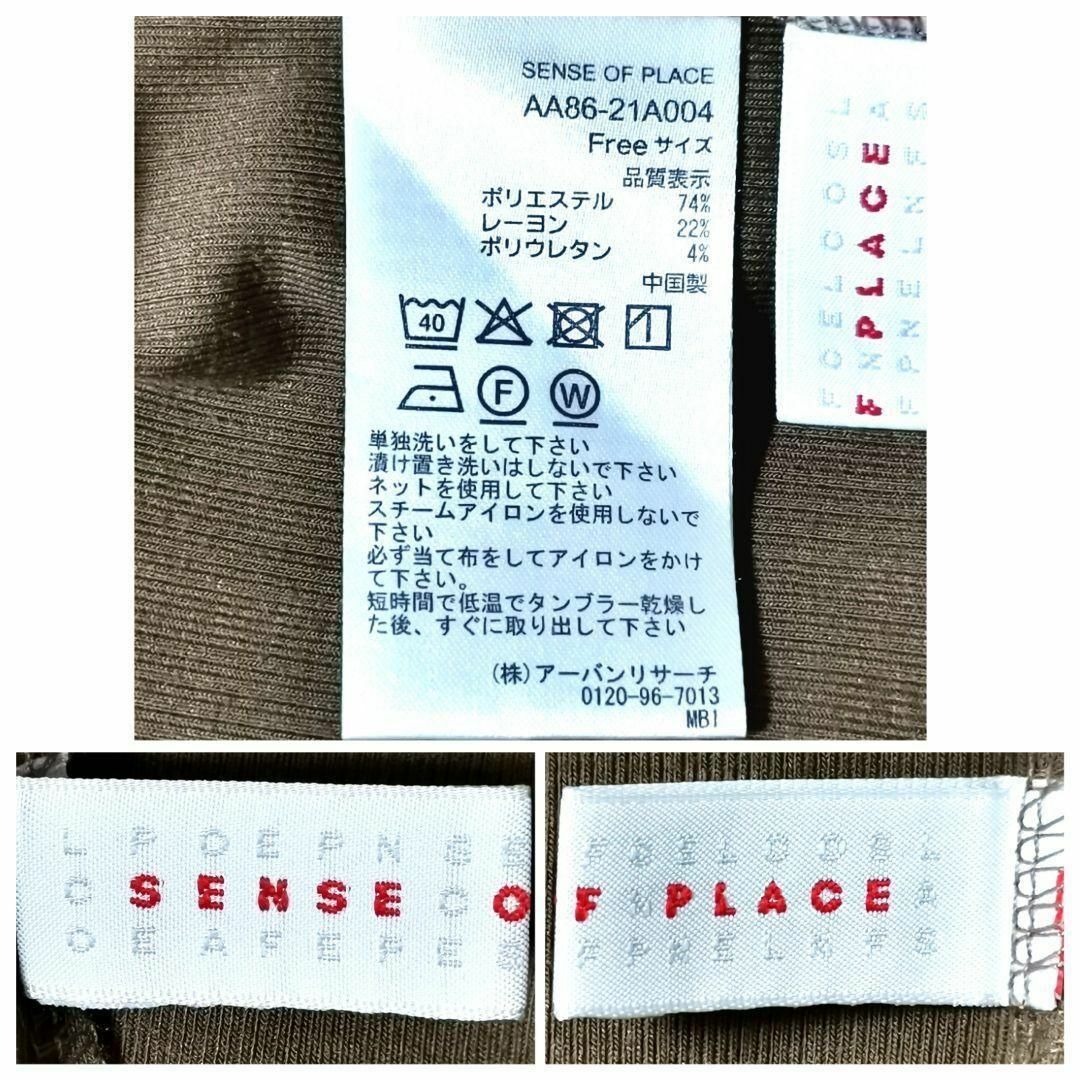 SENSE OF PLACE
AA86-21A004
Free サイズ
品質表示
ポリエステル 74%
レーヨン 22%
ポリウレタン 4%
中国製
40
F W
単独洗いをして下さい
漬け置き洗いはしないで下さい
ネットを使用して下さい
スチームアイロンを使用しないで
下さい
必ず当て布をしてアイロンをかけ
て下さい。
短時間で低温でタンブラー乾燥し
た後、すぐに取り出して下さい
(株)アーバンリサーチ
0120-96-7013
MB1
F PLACE
SENSE O
F PLACE